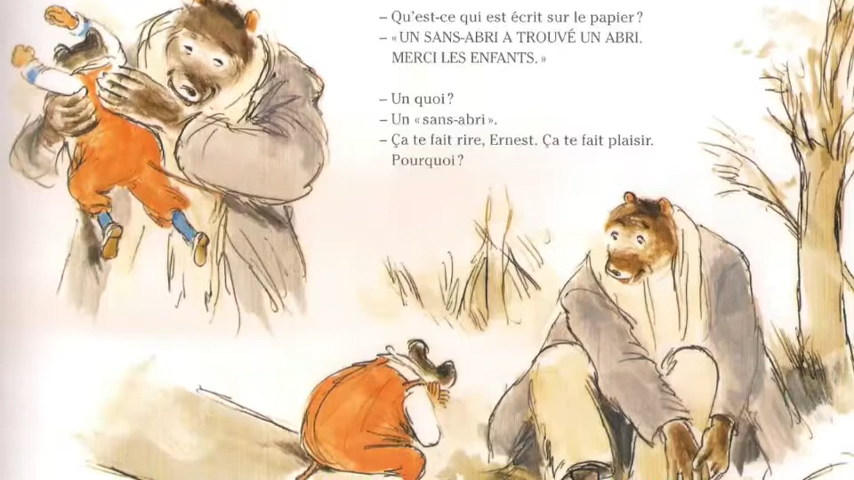 – Qu’est-ce qui est écrit sur le papier ?
– « UN SANS-ABRI A TROUVÉ UN ABRI.
MERCI LES ENFANTS. »
– Un quoi ?
– Un « sans-abri ».
– Ça te fait rire, Ernest. Ça te fait plaisir.
Pourquoi ?